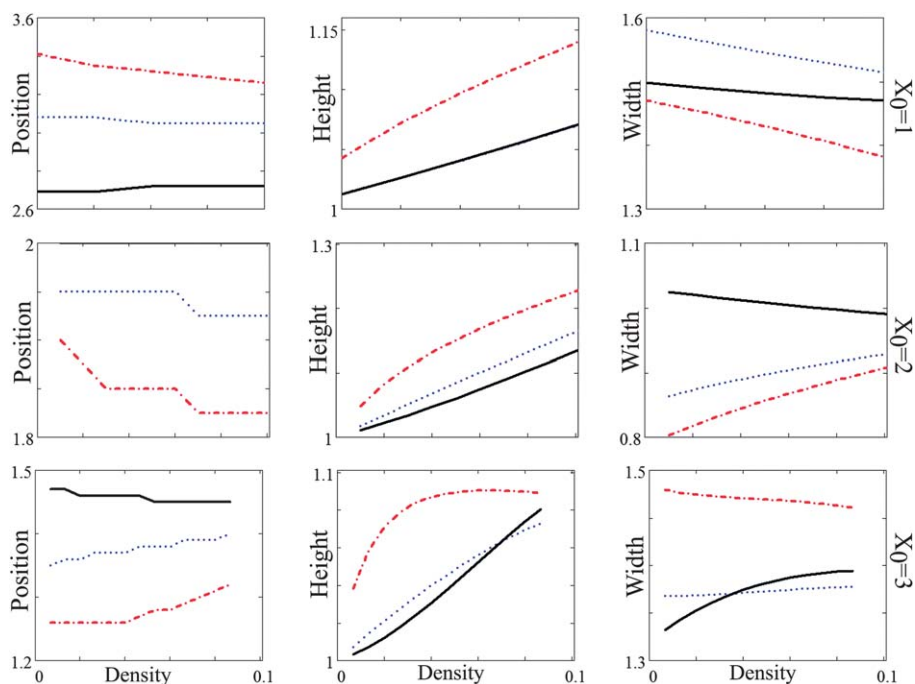 3.6
Position
2.6
1.15
Height
1
1.6
Width
1.3
X0=1
2
Position
1.8
1.3
Height
1
1.1
Width
0.8
X0=2
1.5
Position
1.2
1.1
Height
1
1.5
Width
1.3
X0=3
0 Density 0.1
0 Density 0.1
0 Density 0.1